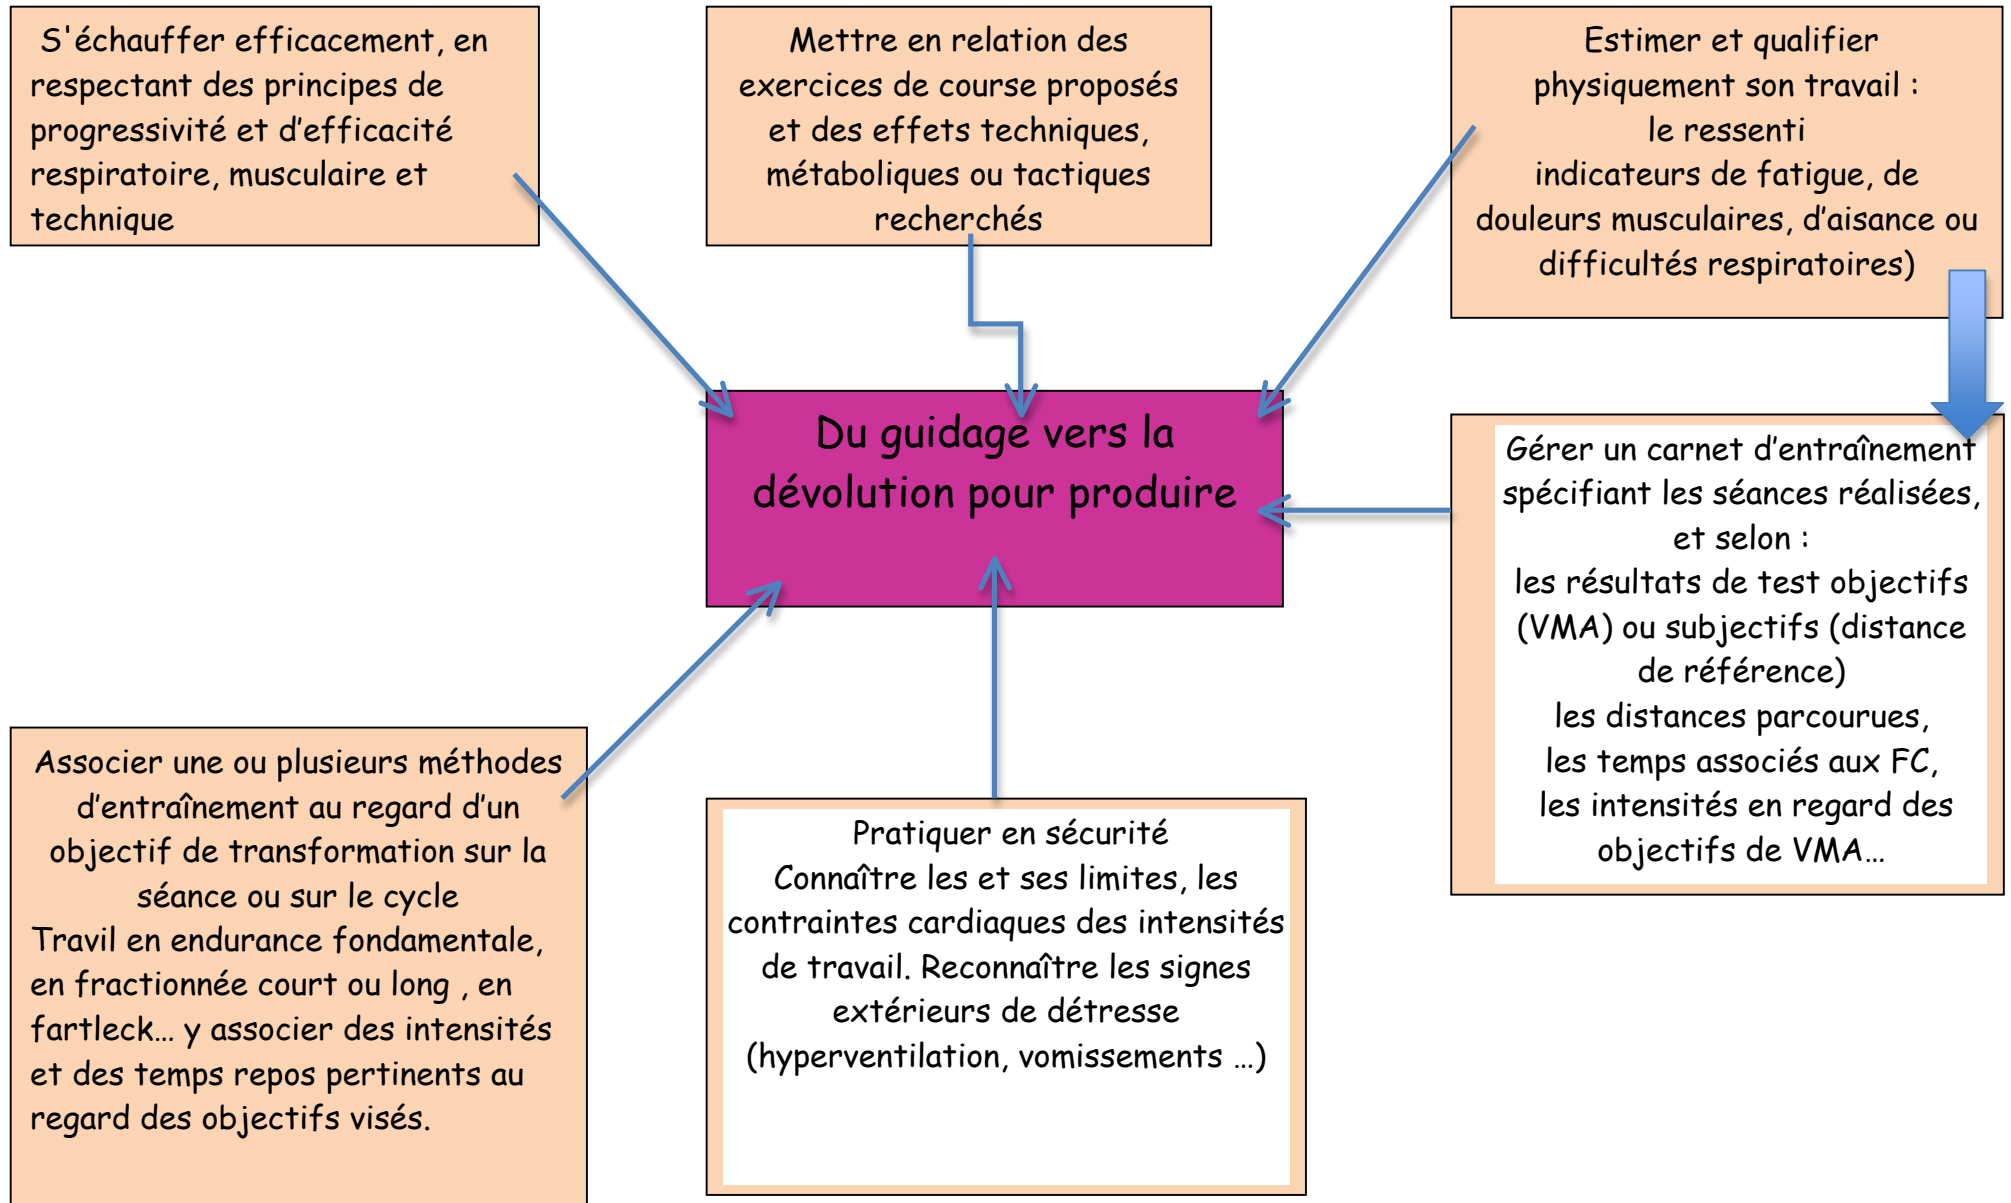 S'échauffer efficacement, en
respectant des principes de
progressivité et d'efficacité
respiratoire, musculaire et
technique
Mettre en relation des
exercices de course proposés
et des effets techniques,
métaboliques ou tactiques
recherchés
Estimer et qualifier
physiquement son travail :
le ressenti
indicateurs de fatigue, de
douleurs musculaires, d'aisance ou
difficultés respiratoires)
Du guidage vers la
dévolution pour produire
Gérer un carnet d'entraînement
spécifiant les séances réalisées,
et selon :
les résultats de test objectifs
(VMA) ou subjectifs (distance
de référence)
les distances parcourues,
les temps associés aux FC,
les intensités en regard des
objectifs de VMA…
Associer une ou plusieurs méthodes
d'entraînement au regard d'un
objectif de transformation sur la
séance ou sur le cycle
Travil en endurance fondamentale,
en fractionnée court ou long , en
fartleck… y associer des intensités
et des temps repos pertinents au
regard des objectifs visés.
Pratiquer en sécurité
Connaître les et ses limites, les
contraintes cardiaques des intensités
de travail. Reconnaître les signes
extérieurs de détresse
(hyperventilation, vomissements …)